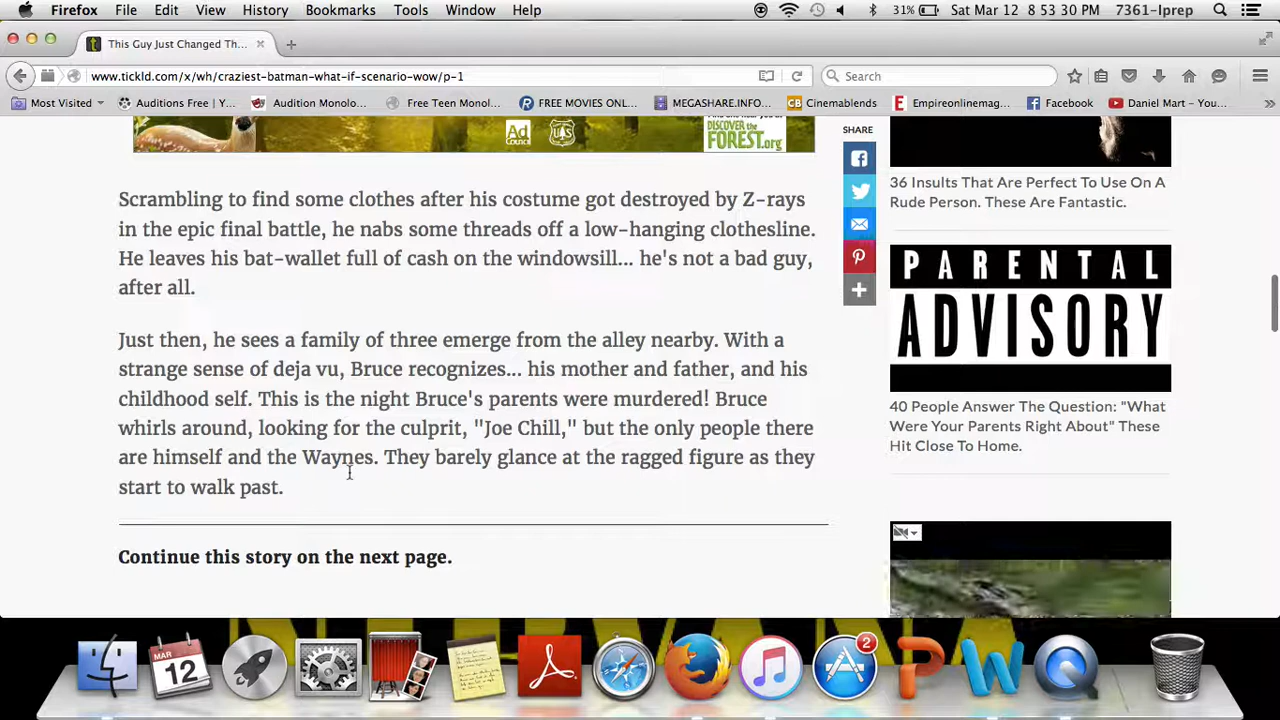 Firefox File Edit View History Bookmarks Tools Window Help 31% Sat Mar 12 8 53 30 PM 7361-lprep
This Guy Just Changed Th...
www.tickld.com/x/wh/craziest-batman-what-if-scenario-wow/p-1 Search
Most Visited Auditions Free | Y... Audition Monolo... Free Teen Monol... FREE MOVIES ONL... MEGASHARE.INFO... CB Cinemablends E Empireonlinemag... Facebook Daniel Mart – You...
Ad Council
DISCOVER the FOREST.org
SHARE
Scrambling to find some clothes after his costume got destroyed by Z-rays
in the epic final battle, he nabs some threads off a low-hanging clothesline.
He leaves his bat-wallet full of cash on the windowsill... he's not a bad guy,
after all.
Just then, he sees a family of three emerge from the alley nearby. With a
strange sense of deja vu, Bruce recognizes... his mother and father, and his
childhood self. This is the night Bruce's parents were murdered! Bruce
whirls around, looking for the culprit, "Joe Chill," but the only people there
are himself and the Waynes. They barely glance at the ragged figure as they
start to walk past.
Continue this story on the next page.
36 Insults That Are Perfect To Use On A
Rude Person. These Are Fantastic.
PARENTAL
ADVISORY
40 People Answer The Question: "What
Were Your Parents Right About" These
Hit Close To Home.
MAR
12
2